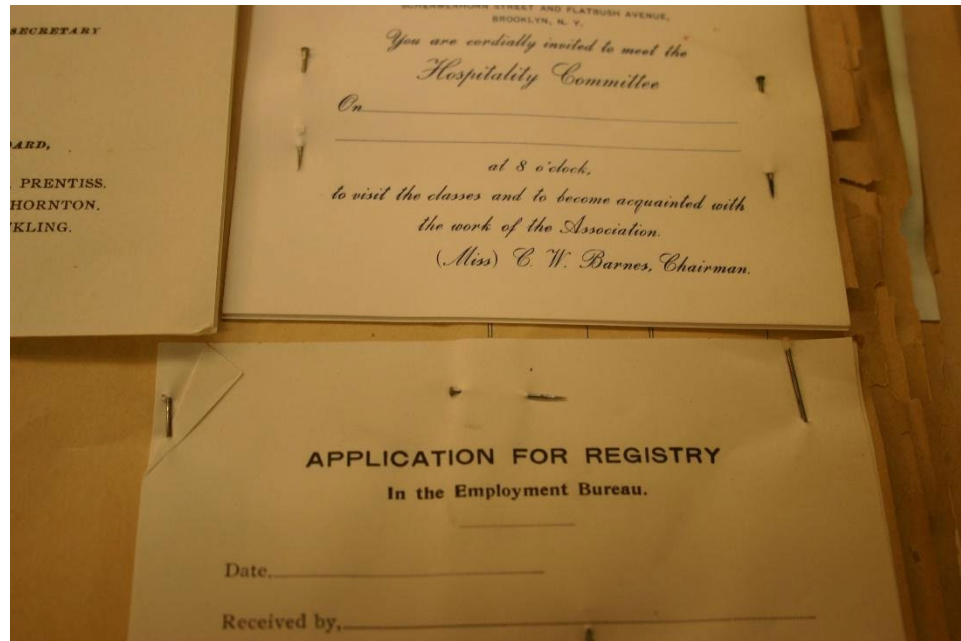 SECRETARY
ARD,
PRENTISS.
HORNTON.
KLING.
SCHERMERHORN STREET AND FLATBUSH AVENUE,
BROOKLYN, N. Y.
You are cordially invited to meet the
Hospitality Committee
On
at 8 o'clock,
to visit the classes and to become acquainted with
the work of the Association.
(Miss) C. W. Barnes, Chairman.
APPLICATION FOR REGISTRY
In the Employment Bureau.
Date,
Received by,